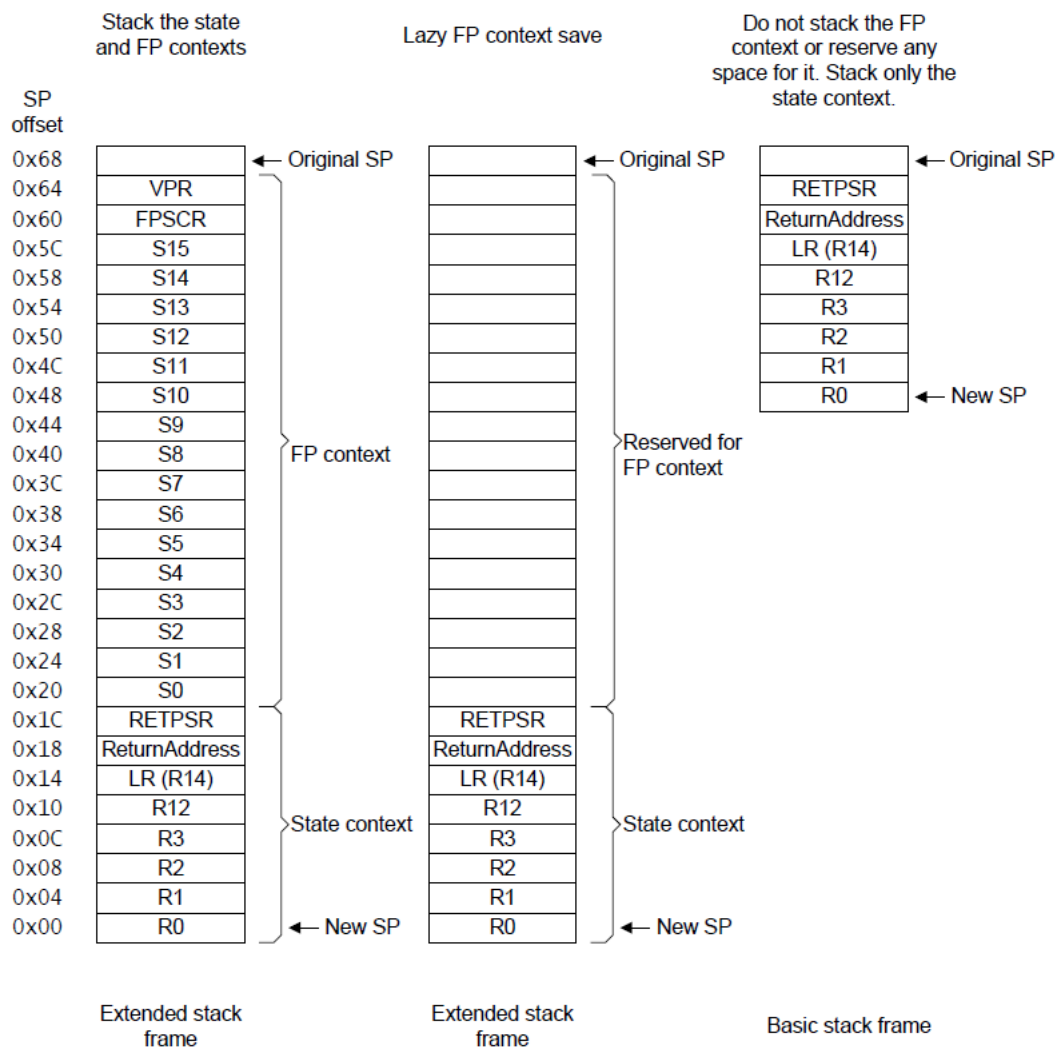 Stack the state
and FP contexts
Lazy FP context save
Do not stack the FP
context or reserve any
space for it. Stack only the
state context.
SP
offset
0x68 Original SP Original SP Original SP
0x64 VPR RETPSR
0x60 FPSCR ReturnAddress
0x5C S15 LR (R14)
0x58 S14 R12
0x54 S13 R3
0x50 S12 R2
0x4C S11 R1
0x48 S10 R0 New SP
0x44 S9
0x40 S8 FP context Reserved for
FP context
0x3C S7
0x38 S6
0x34 S5
0x30 S4
0x2C S3
0x28 S2
0x24 S1
0x20 S0
0x1C RETPSR RETPSR
0x18 ReturnAddress ReturnAddress
0x14 LR (R14) LR (R14)
0x10 R12 R12
State context State context
0x0C R3 R3
0x08 R2 R2
0x04 R1 R1
0x00 R0 New SP R0 New SP
Extended stack
frame
Extended stack
frame
Basic stack frame